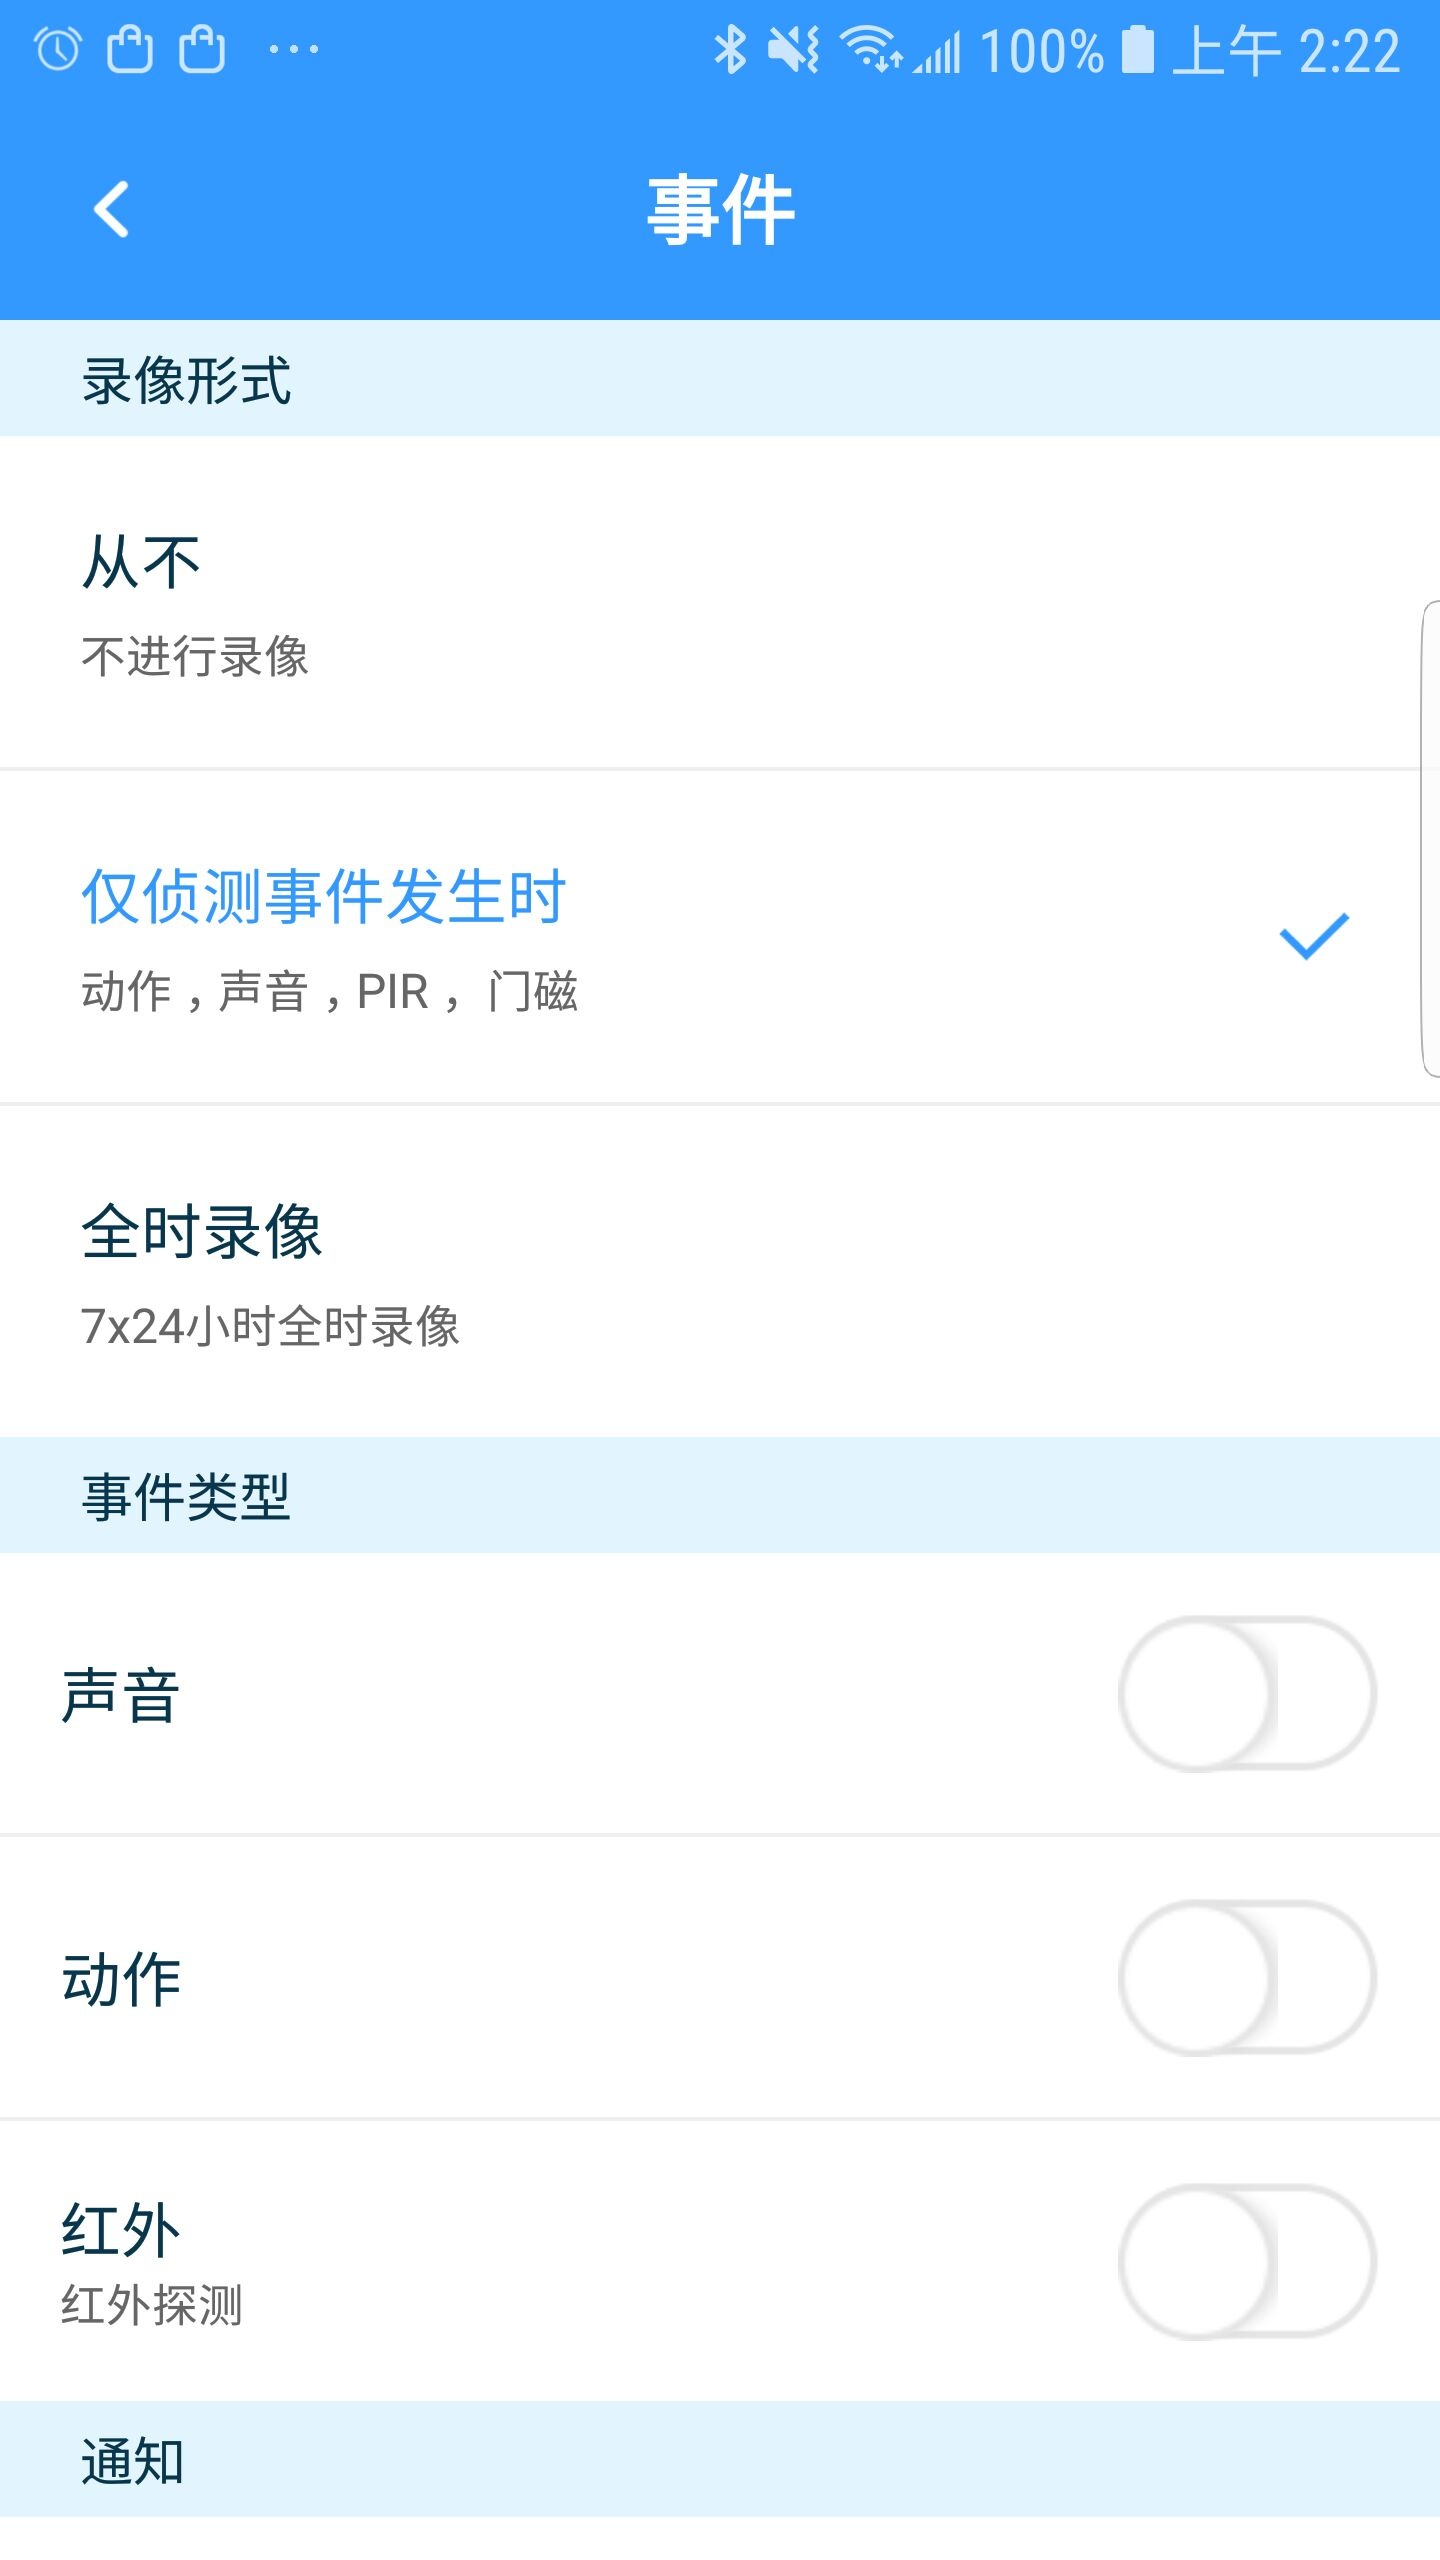 100% 上午 2:22
事件
录像形式
从不
不进行录像
仅侦测事件发生时
动作，声音，PIR， 门磁
全时录像
7x24小时全时录像
事件类型
声音
动作
红外
红外探测
通知